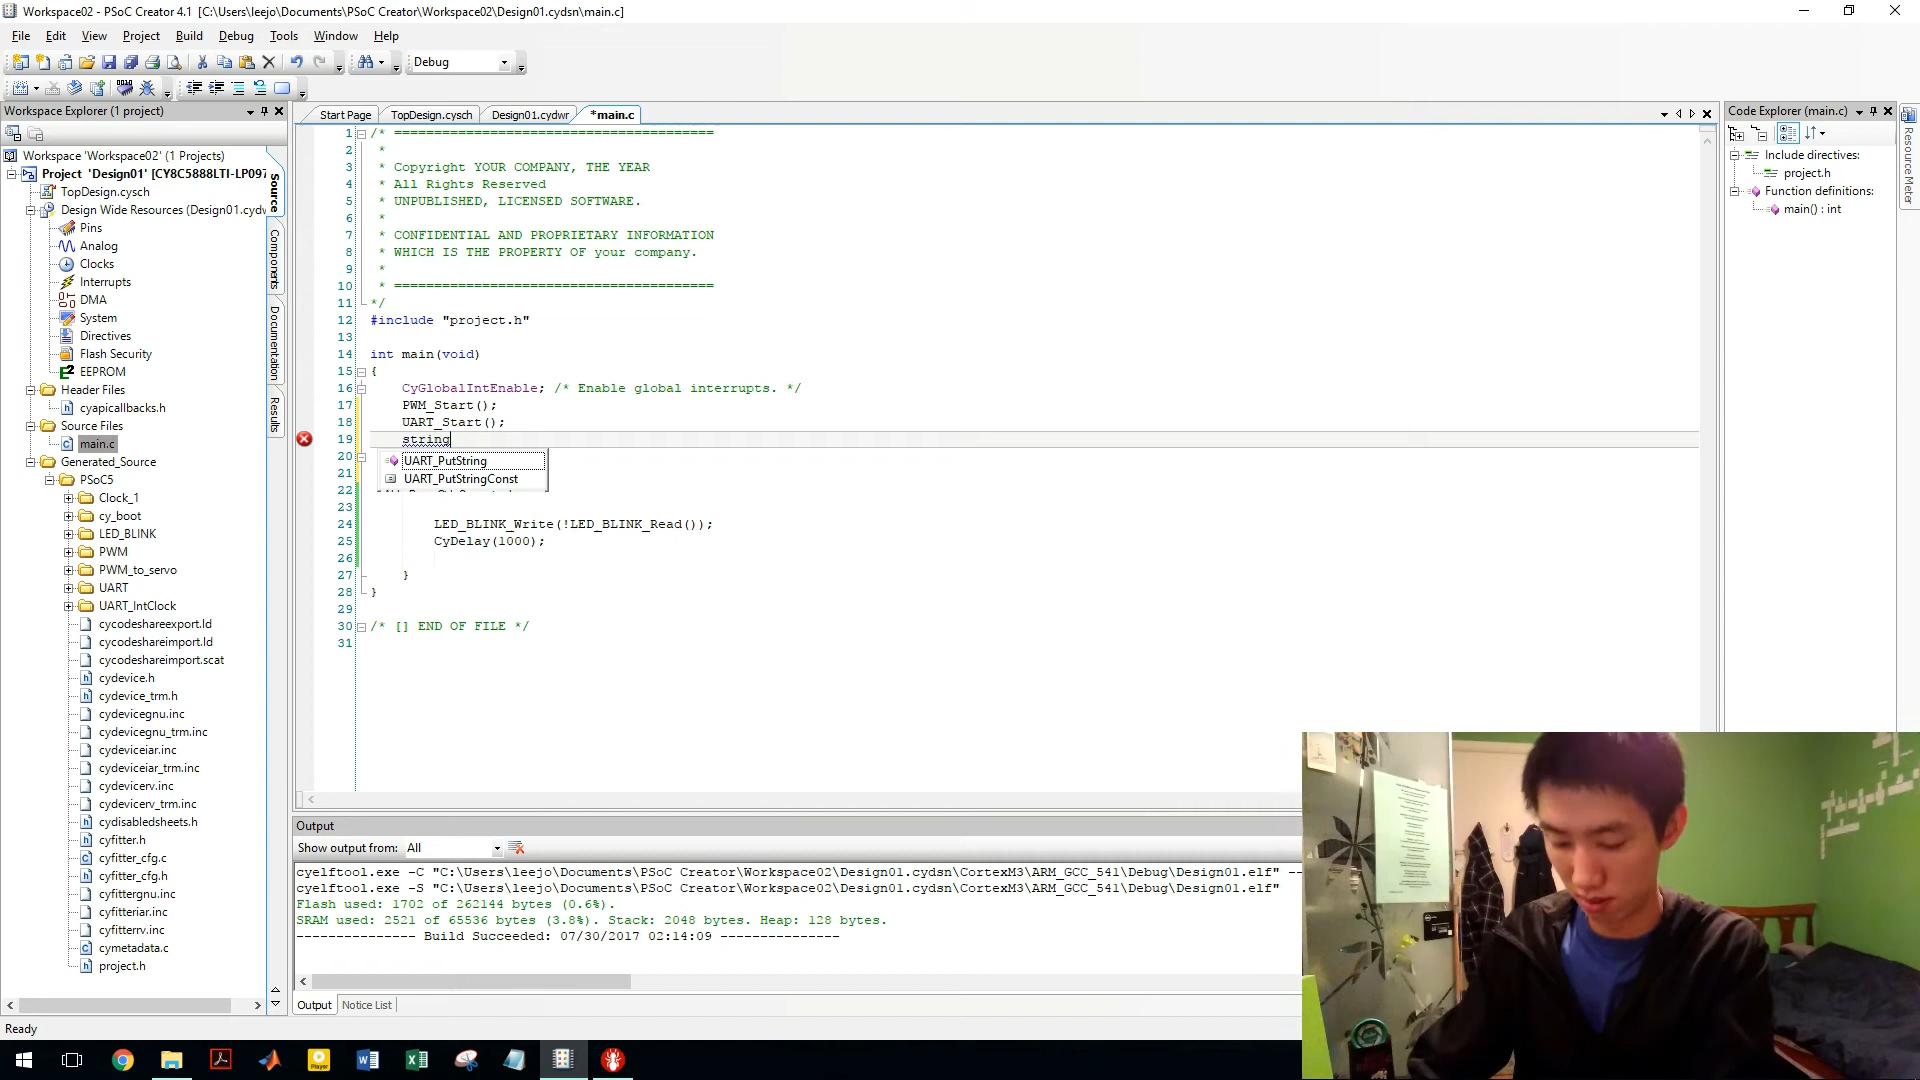 Workspace02 - PSoC Creator 4.1 [C:\Users\leejo\Documents\PSoC Creator\Workspace02\Design01.cydsn\main.c]
File Edit View Project Build Debug Tools Window Help
Debug
Workspace Explorer (1 project)
Workspace 'Workspace02' (1 Projects)
Project 'Design01' [CY8C5888LTI-LP097
TopDesign.cysch
Design Wide Resources (Design01.cydw
Pins
Analog
Clocks
Interrupts
DMA
System
Directives
Flash Security
EEPROM
Header Files
cyapicallbacks.h
Source Files
main.c
Generated_Source
PSoC5
Clock_1
cy_boot
LED_BLINK
PWM
PWM_to_servo
UART
UART_IntClock
cycodeshareexport.ld
cycodeshareimport.ld
cycodeshareimport.scat
cydevice.h
cydevice_trm.h
cydevicegnu.inc
cydevicegnu_trm.inc
cydeviceiar.inc
cydeviceiar_trm.inc
cydevicerv.inc
cydevicerv_trm.inc
cydisabledsheets.h
cyfitter.h
cyfitter_cfg.c
cyfitter_cfg.h
cyfittergnu.inc
cyfitteriar.inc
cyfitterrv.inc
cymetadata.c
project.h
Source
Components
Documentation
Results
Start Page TopDesign.cysch Design01.cydwr *main.c
1 /* ========================================
2 *
3 * Copyright YOUR COMPANY, THE YEAR
4 * All Rights Reserved
5 * UNPUBLISHED, LICENSED SOFTWARE.
6 *
7 * CONFIDENTIAL AND PROPRIETARY INFORMATION
8 * WHICH IS THE PROPERTY OF your company.
9 *
10 * ========================================
11 */
12 #include "project.h"
13
14 int main(void)
15 {
16 CyGlobalIntEnable; /* Enable global interrupts. */
17 PWM_Start();
18 UART_Start();
19 string
20
21
22
23
24 LED_BLINK_Write(!LED_BLINK_Read());
25 CyDelay(1000);
26
27 }
28 }
29
30 /* [] END OF FILE */
31
UART_PutString
UART_PutStringConst
Code Explorer (main.c)
Include directives:
project.h
Function definitions:
main() : int
Resource Meter
Output
Show output from: All
cyelftool.exe -C "C:\Users\leejo\Documents\PSoC Creator\Workspace02\Design01.cydsn\CortexM3\ARM_GCC_541\Debug\Design01.elf" --
cyelftool.exe -S "C:\Users\leejo\Documents\PSoC Creator\Workspace02\Design01.cydsn\CortexM3\ARM_GCC_541\Debug\Design01.elf"
Flash used: 1702 of 262144 bytes (0.6%).
SRAM used: 2521 of 65536 bytes (3.8%). Stack: 2048 bytes. Heap: 128 bytes.
--------------- Build Succeeded: 07/30/2017 02:14:09 ---------------
Output Notice List
Ready
Player